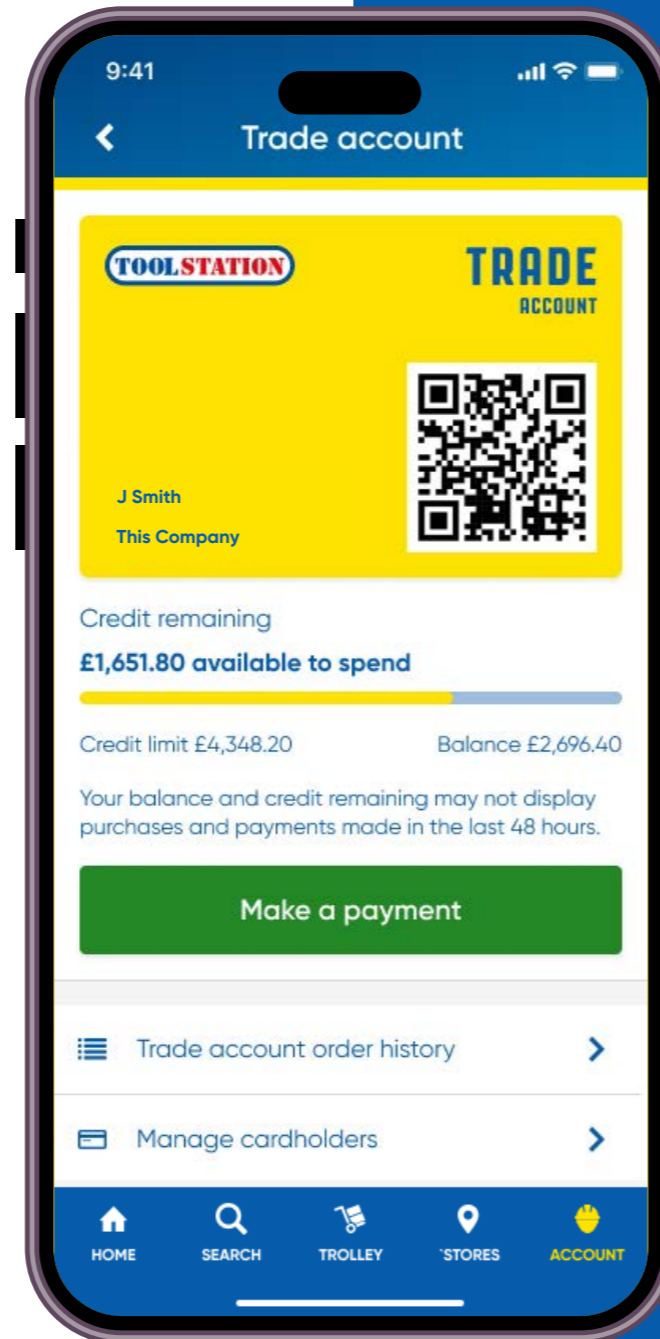 9:41
Trade account
TOOLSTATION
TRADE
ACCOUNT
J Smith
This Company
Credit remaining
£1,651.80 available to spend
Credit limit £4,348.20 Balance £2,696.40
Your balance and credit remaining may not display
purchases and payments made in the last 48 hours.
Make a payment
Trade account order history
Manage cardholders
HOME SEARCH TROLLEY `STORES ACCOUNT